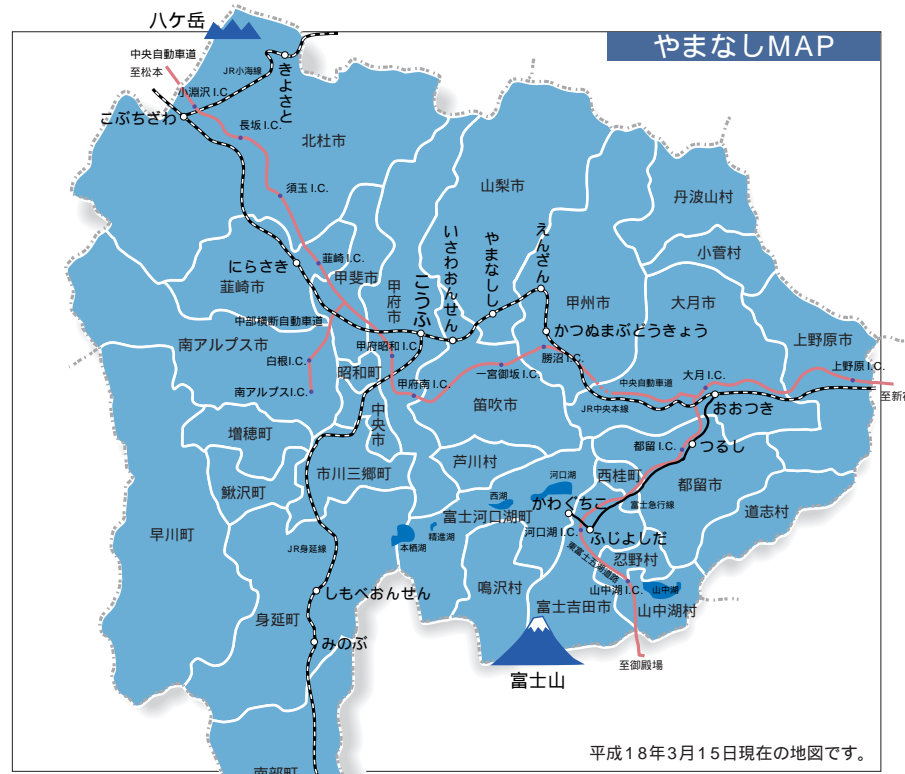 八ケ岳
やまなしMAP
中央自動車道
至松本
JR小海線
きよさと
小淵沢 I.C.
こぶちざわ
長坂 I.C.
北杜市
山梨市
丹波山村
須玉 I.C.
小菅村
えんざん
やまなしし
いさわおんせん
にらさき
韮崎 I.C.
韮崎市
甲斐市
甲府市
こうふ
甲州市
大月市
中部横断自動車道
かつぬまぶどうきょう
南アルプス市
甲府昭和 I.C.
勝沼 I.C.
上野原市
白根I.C.
昭和町
一宮御坂 I.C.
中央自動車道
大月 I.C.
上野原 I.C.
南アルプスI.C.
甲府南 I.C.
至新宿
笛吹市
JR中央本線
おおつき
増穂町
中央市
都留 I.C.
つるし
芦川村
市川三郷町
西桂町
都留市
鰍沢町
河口湖
西湖
富士急行線
かわぐちこ
富士河口湖町
道志村
早川町
精進湖
本栖湖
河口湖 I.C.
ふじよしだ
JR身延線
東富士五湖道路
忍野村
鳴沢村
山中湖 I.C.
山中湖
しもべおんせん
富士吉田市
山中湖村
身延町
みのぶ
至御殿場
富士山
平成18年3月15日現在の地図です。
南部町